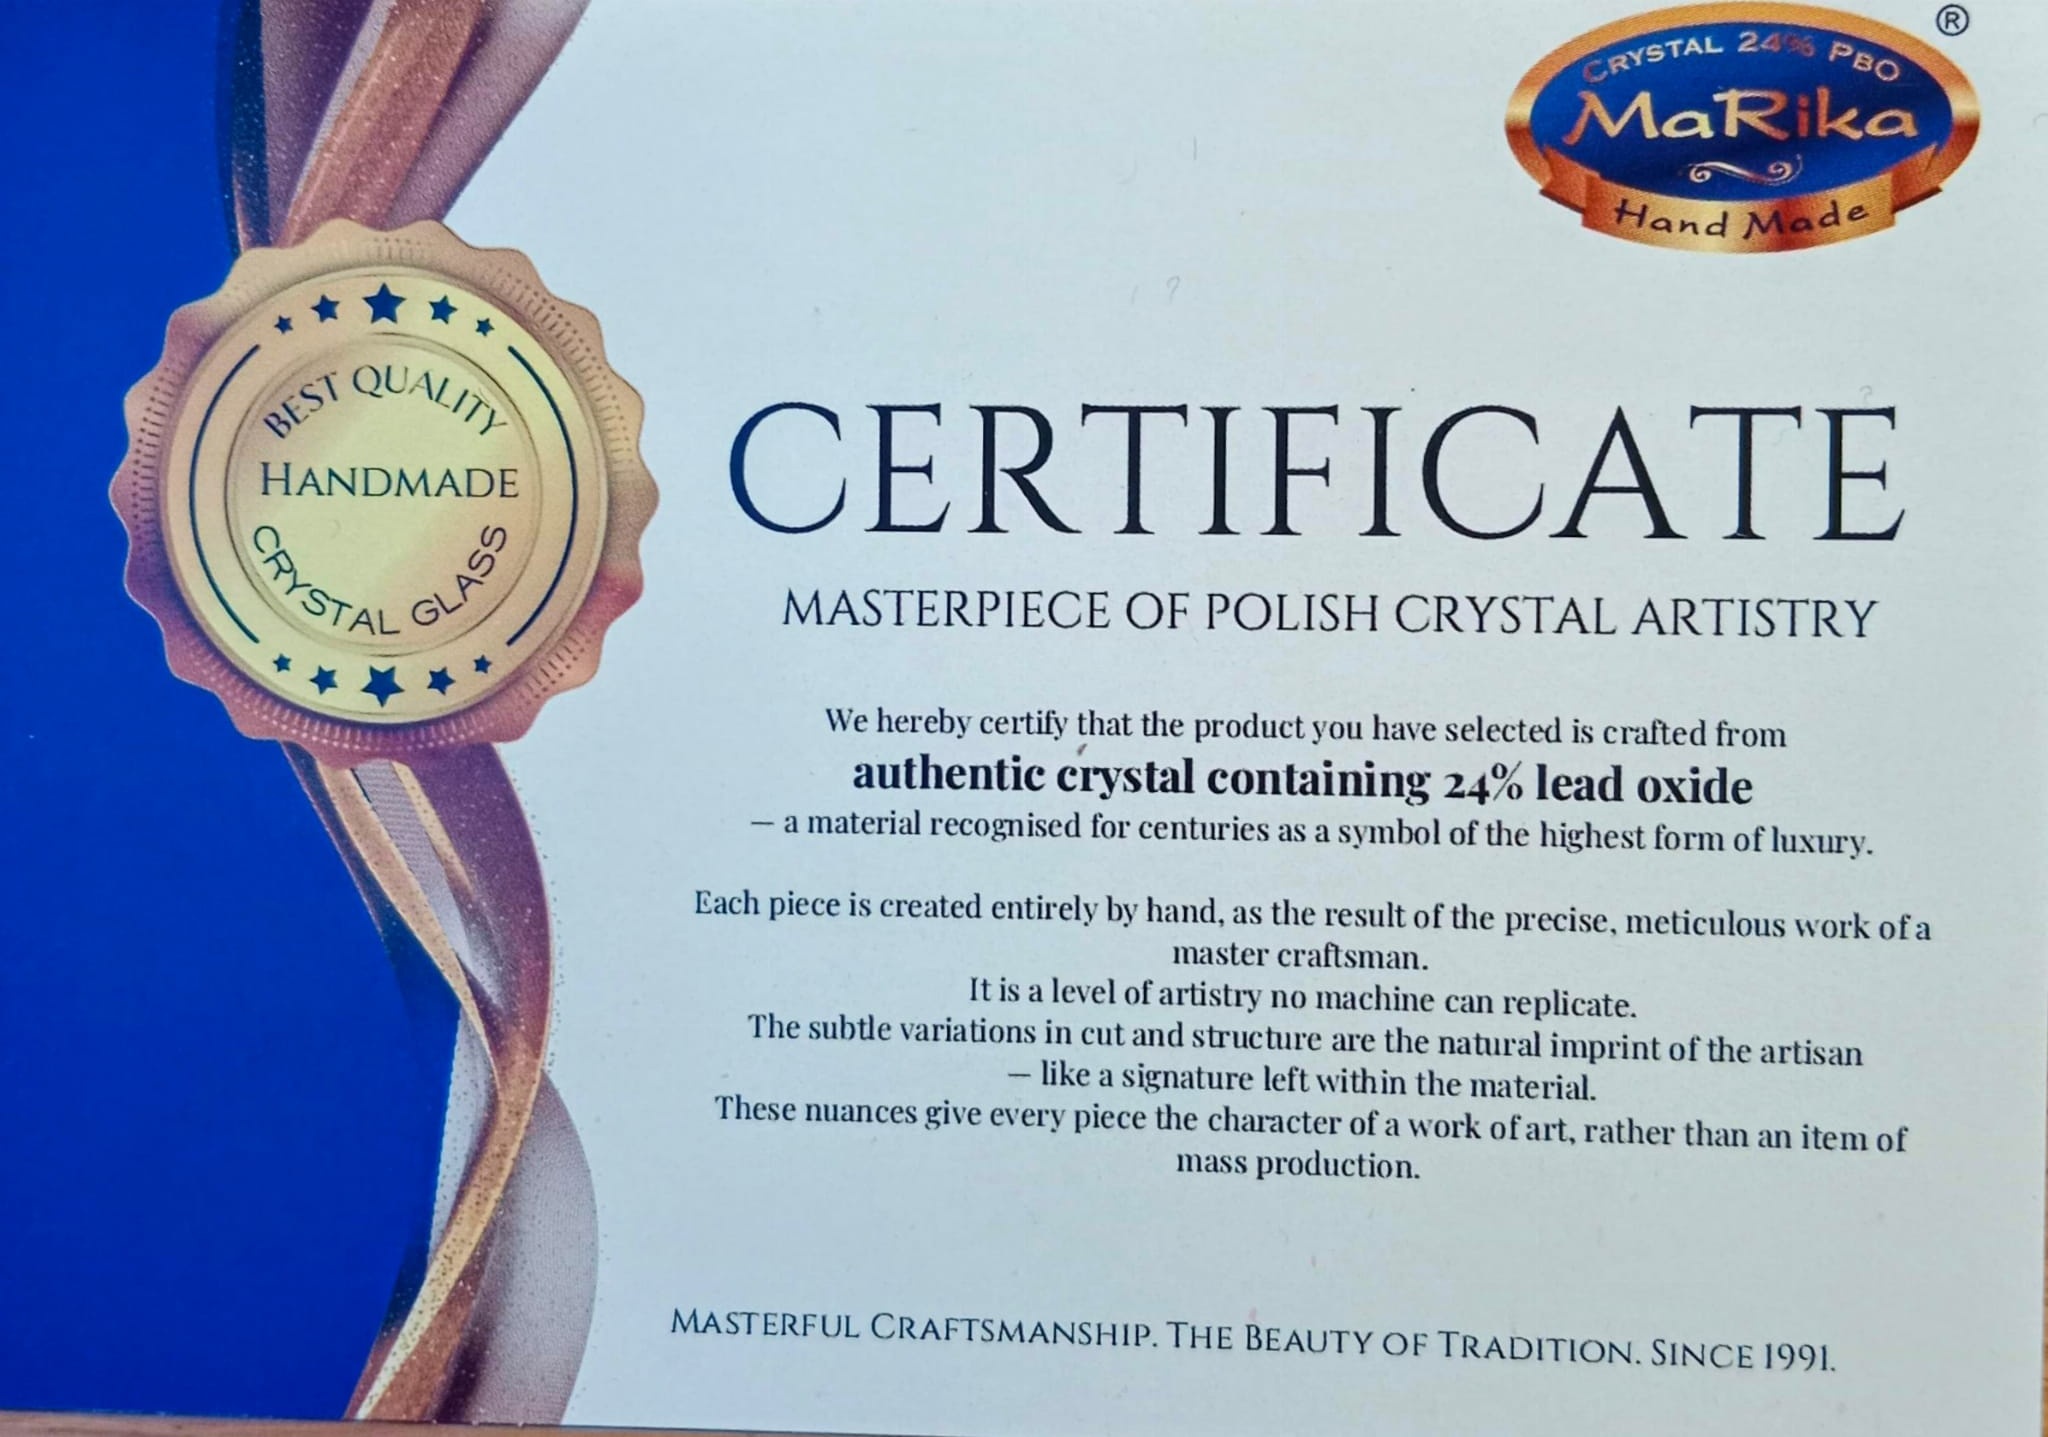 ®
CRYSTAL 24% PBO
MaRika
Hand Made
BEST QUALITY
HANDMADE
CRYSTAL GLASS
CERTIFICATE
MASTERPIECE OF POLISH CRYSTAL ARTISTRY
We hereby certify that the product you have selected is crafted from
authentic crystal containing 24% lead oxide
— a material recognised for centuries as a symbol of the highest form of luxury.
Each piece is created entirely by hand, as the result of the precise, meticulous work of a
master craftsman.
It is a level of artistry no machine can replicate.
The subtle variations in cut and structure are the natural imprint of the artisan
— like a signature left within the material.
These nuances give every piece the character of a work of art, rather than an item of
mass production.
MASTERFUL CRAFTSMANSHIP. THE BEAUTY OF TRADITION. SINCE 1991.